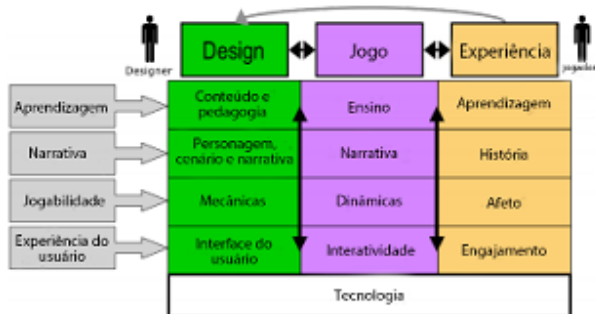 Design
Jogo
Experiência
Designer
jogador
Aprendizagem
Conteúdo e
pedagogia
Ensino
Aprendizagem
Narrativa
Personagem,
cenário e narrativa
Narrativa
História
Jogabilidade
Mecânicas
Dinâmicas
Afeto
Experiência do
usuário
Interface do
usuário
Interatividade
Engajamento
Tecnologia